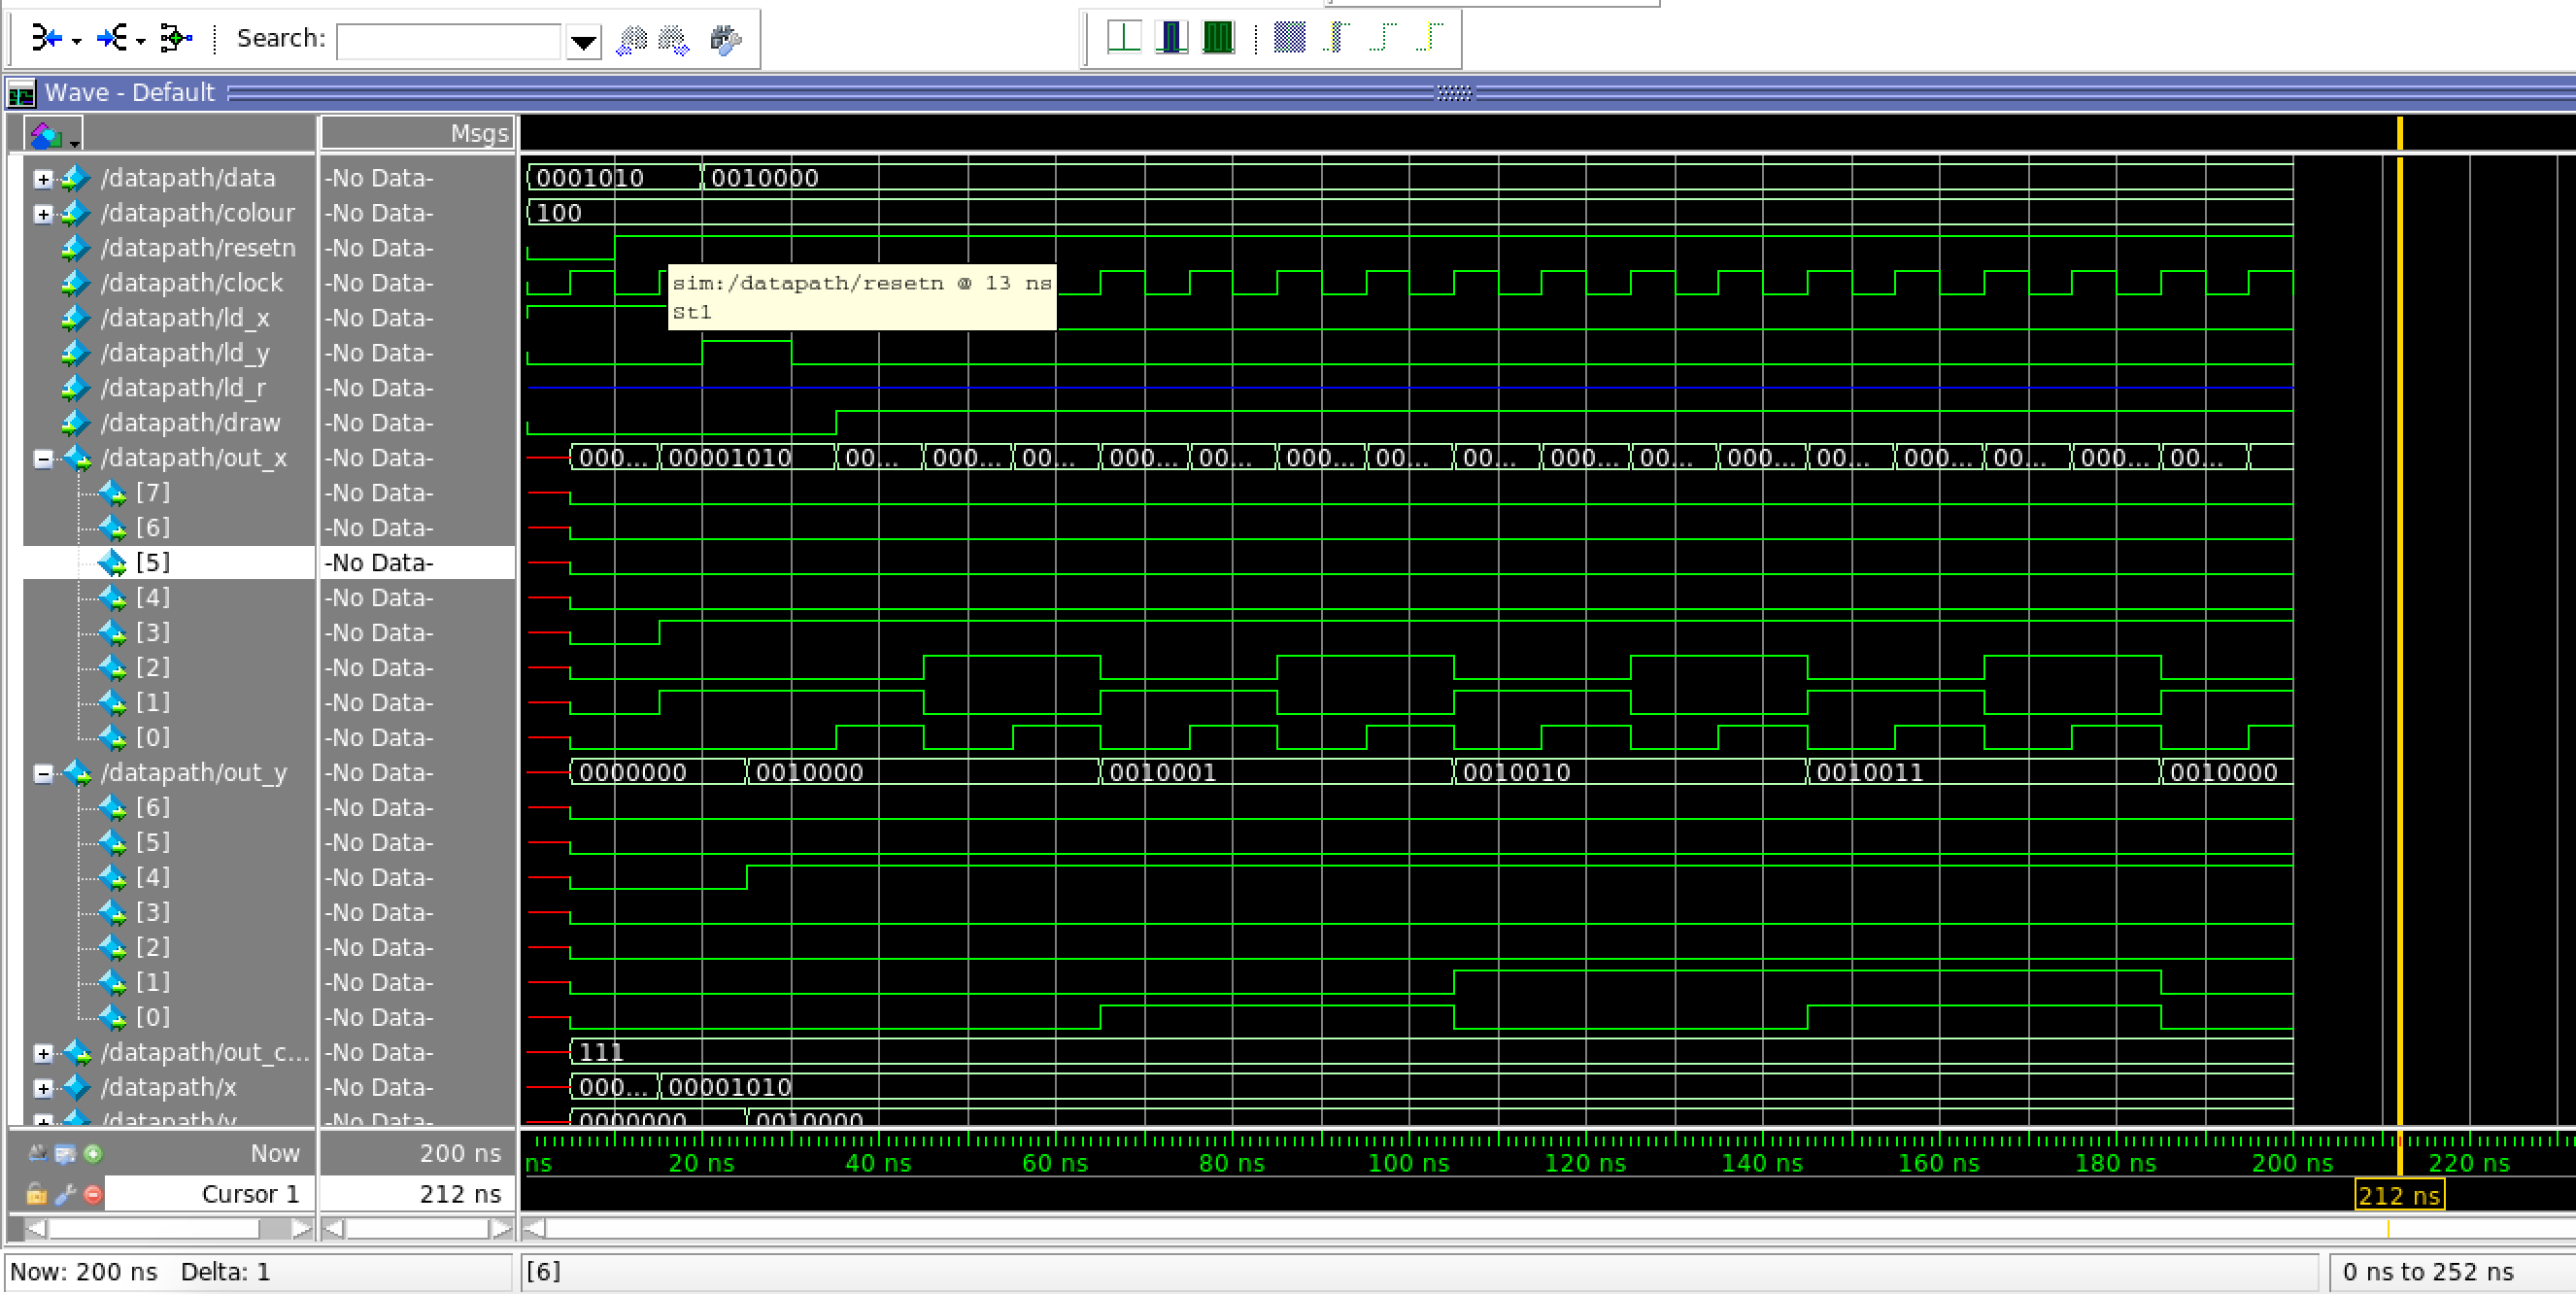 Search:
Wave - Default
Msgs
/datapath/data -No Data- 0001010 0010000
/datapath/colour -No Data- 100
/datapath/resetn -No Data-
/datapath/clock -No Data-
sim:/datapath/resetn @ 13 ns
st1
/datapath/ld_x -No Data-
/datapath/ld_y -No Data-
/datapath/ld_r -No Data-
/datapath/draw -No Data-
/datapath/out_x -No Data- 000... 00001010 00... 000... 00... 000... 00... 000... 00... 00... 000... 00... 000... 00... 000... 00... 000... 00...
[7] -No Data-
[6] -No Data-
[5] -No Data-
[4] -No Data-
[3] -No Data-
[2] -No Data-
[1] -No Data-
[0] -No Data-
/datapath/out_y -No Data- 0000000 0010000 0010001 0010010 0010011 0010000
[6] -No Data-
[5] -No Data-
[4] -No Data-
[3] -No Data-
[2] -No Data-
[1] -No Data-
[0] -No Data-
/datapath/out_c... -No Data- 111
/datapath/x -No Data- 000... 00001010
/datapath/y -No Data- 0000000 0010000
Now 200 ns ns 20 ns 40 ns 60 ns 80 ns 100 ns 120 ns 140 ns 160 ns 180 ns 200 ns 220 ns
Cursor 1 212 ns 212 ns
Now: 200 ns Delta: 1 [6] 0 ns to 252 ns